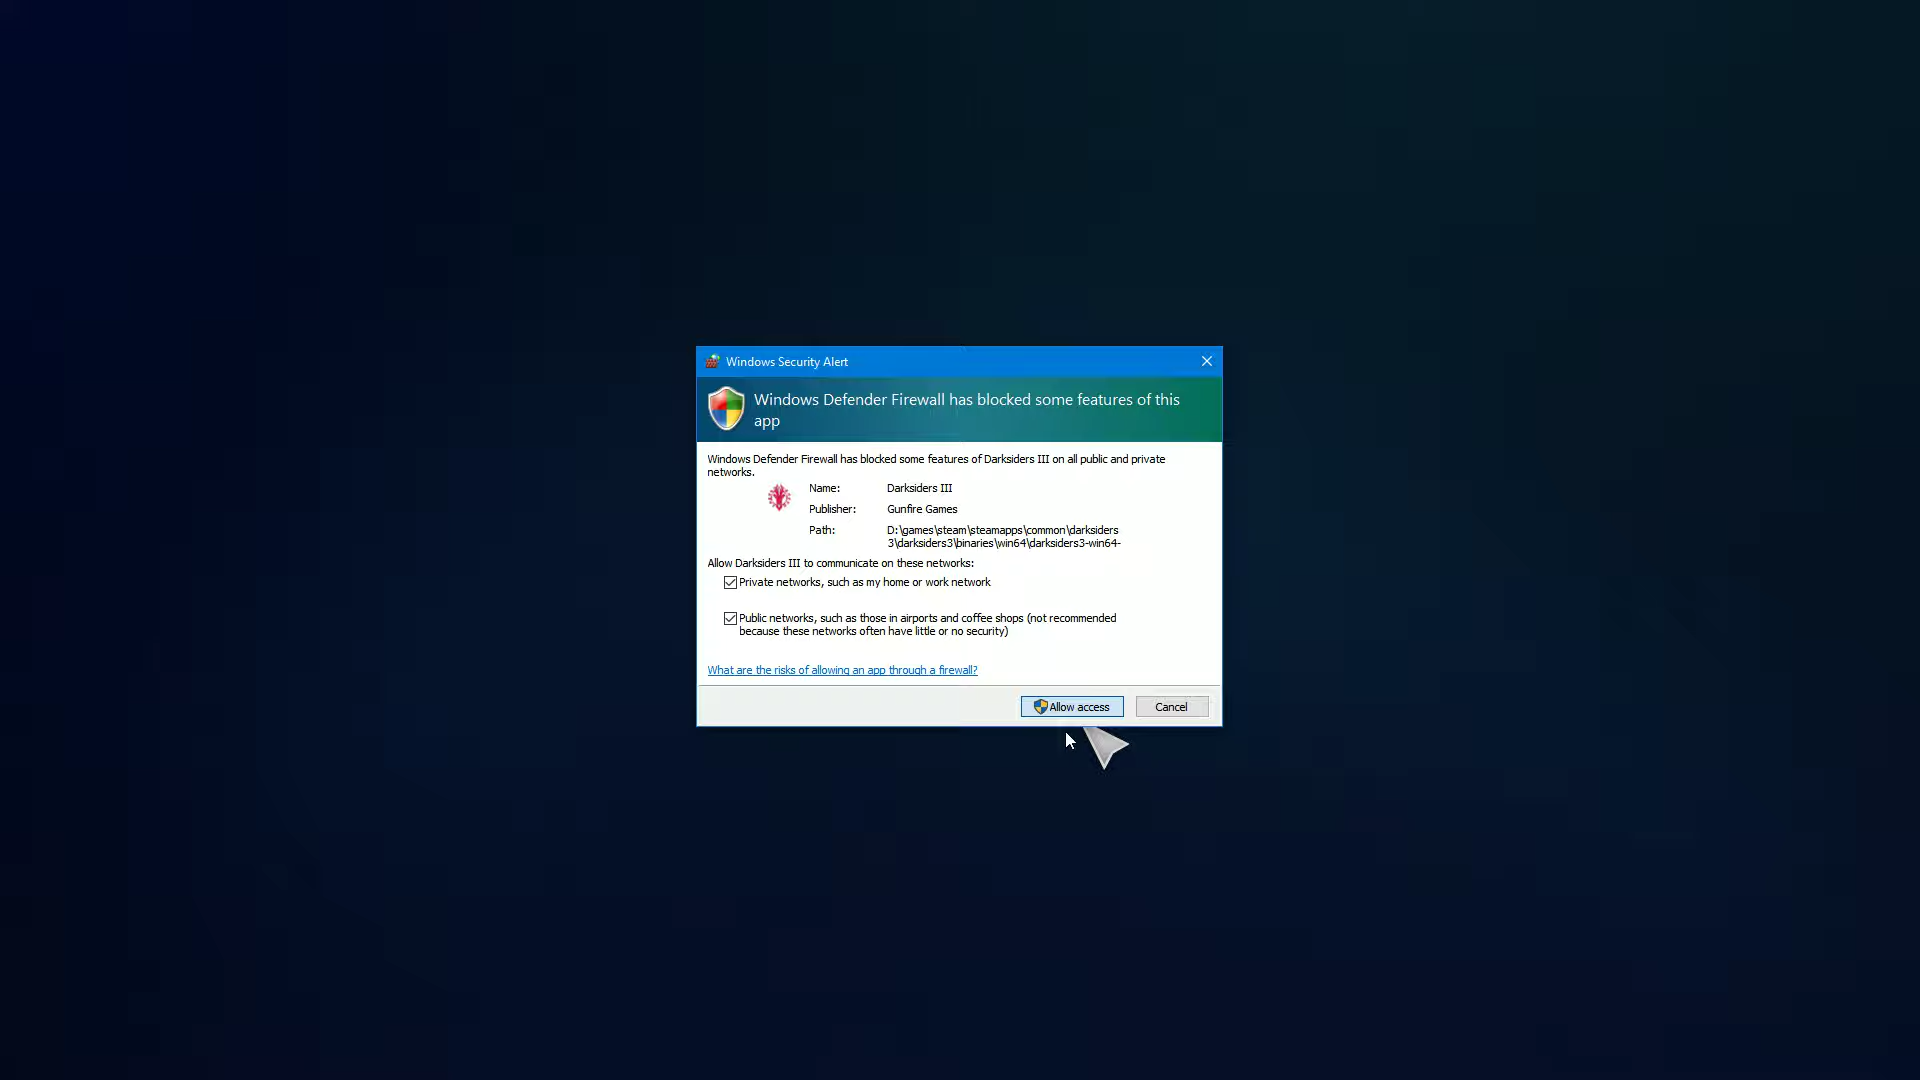 Windows Security Alert
Windows Defender Firewall has blocked some features of this
app
Windows Defender Firewall has blocked some features of Darksiders III on all public and private
networks.
Name: Darksiders III
Publisher: Gunfire Games
Path: D:\games\steam\steamapps\common\darksiders
3\darksiders3\binaries\win64\darksiders3-win64-
Allow Darksiders III to communicate on these networks:
Private networks, such as my home or work network
Public networks, such as those in airports and coffee shops (not recommended
because these networks often have little or no security)
What are the risks of allowing an app through a firewall?
Allow access Cancel